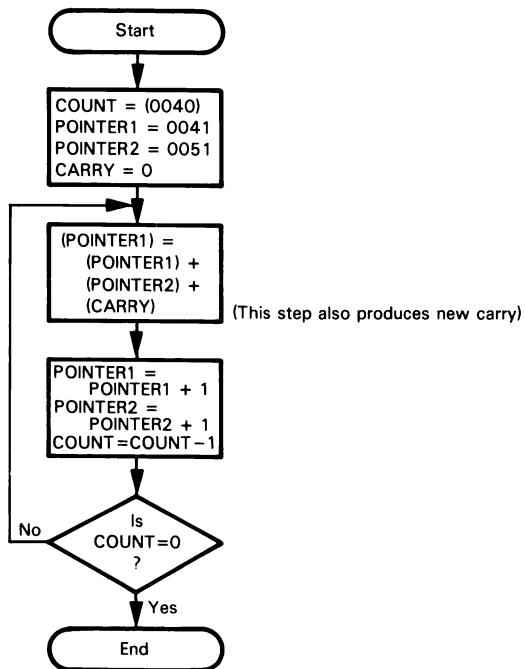 Start
COUNT = (0040)
POINTER1 = 0041
POINTER2 = 0051
CARRY = 0
(POINTER1) =
(POINTER1) +
(POINTER2) +
(CARRY)
(This step also produces new carry)
POINTER1 =
POINTER1 + 1
POINTER2 =
POINTER2 + 1
COUNT=COUNT-1
Is
COUNT=0
?
No
Yes
End